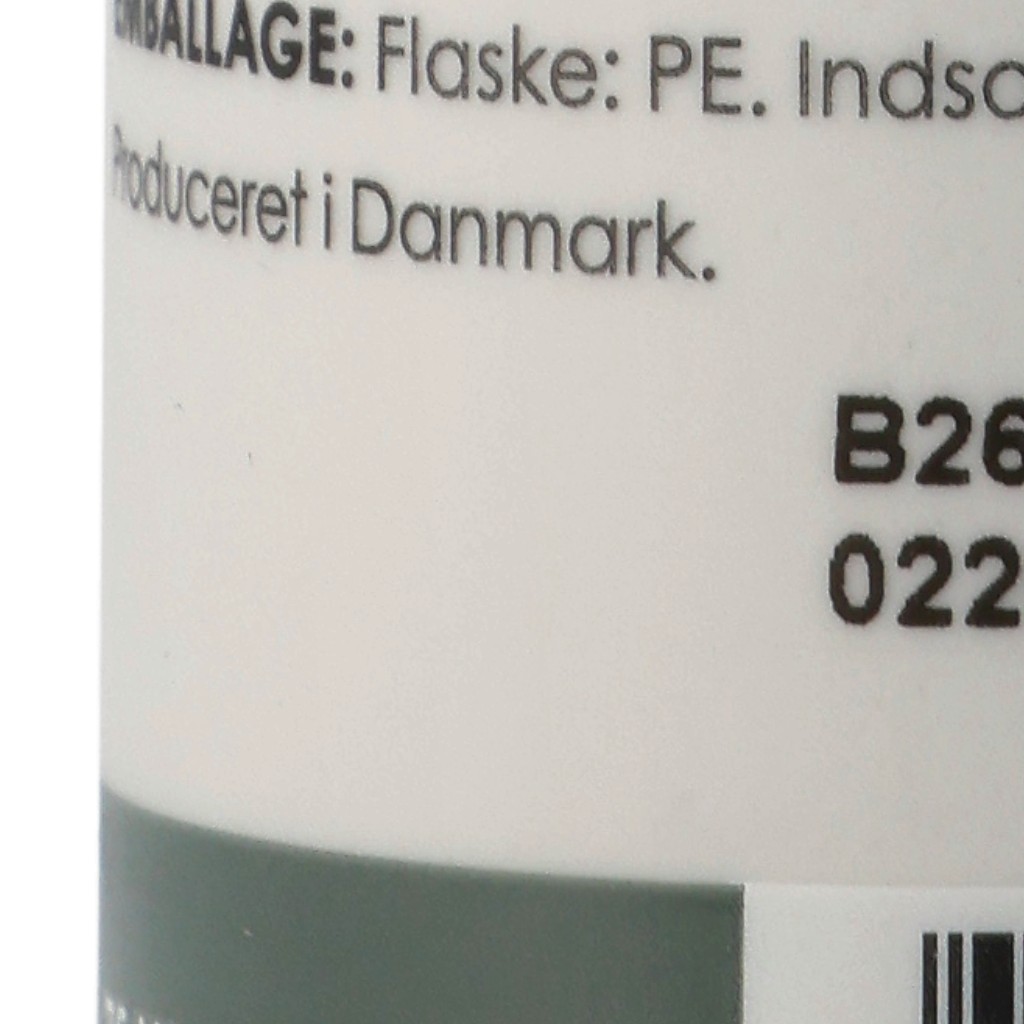 EMBALLAGE: Flaske: PE.
Produceret i Danmark.
B26
022